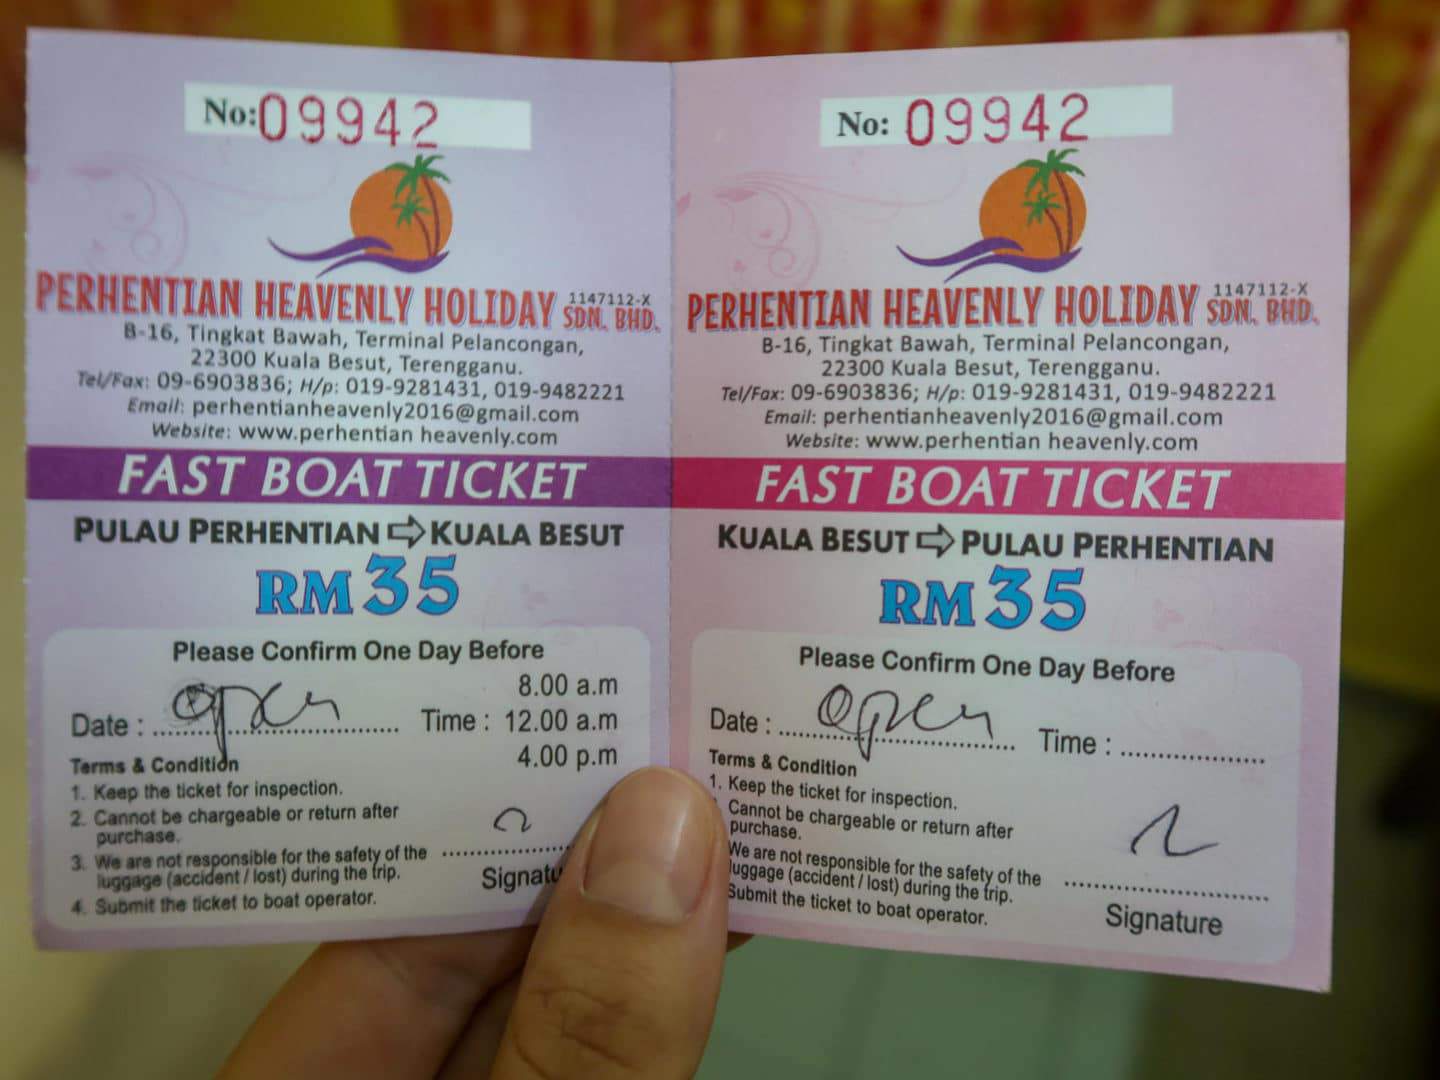 No: 09942
PERHENTIAN HEAVENLY HOLIDAY SDN. BHD. 1147112-X
B-16, Tingkat Bawah, Terminal Pelancongan,
22300 Kuala Besut, Terengganu.
Tel/Fax: 09-6903836; H/p: 019-9281431, 019-9482221
Email: perhentianheavenly2016@gmail.com
Website: www.perhentian heavenly.com
FAST BOAT TICKET
PULAU PERHENTIAN ⇨ KUALA BESUT
RM 35
Please Confirm One Day Before
Date : open Time : 8.00 a.m
12.00 a.m
4.00 p.m
Terms & Condition
1. Keep the ticket for inspection.
2. Cannot be chargeable or return after
purchase.
3. We are not responsible for the safety of the
luggage (accident / lost) during the trip.
4. Submit the ticket to boat operator.
Signatu
No: 09942
PERHENTIAN HEAVENLY HOLIDAY SDN. BHD. 1147112-X
B-16, Tingkat Bawah, Terminal Pelancongan,
22300 Kuala Besut, Terengganu.
Tel/Fax: 09-6903836; H/p: 019-9281431, 019-9482221
Email: perhentianheavenly2016@gmail.com
Website: www.perhentian heavenly.com
FAST BOAT TICKET
KUALA BESUT ⇨ PULAU PERHENTIAN
RM 35
Please Confirm One Day Before
Date : Open Time :
Terms & Condition
1. Keep the ticket for inspection.
Cannot be chargeable or return after
purchase.
We are not responsible for the safety of the
luggage (accident / lost) during the trip.
Submit the ticket to boat operator.
Signature